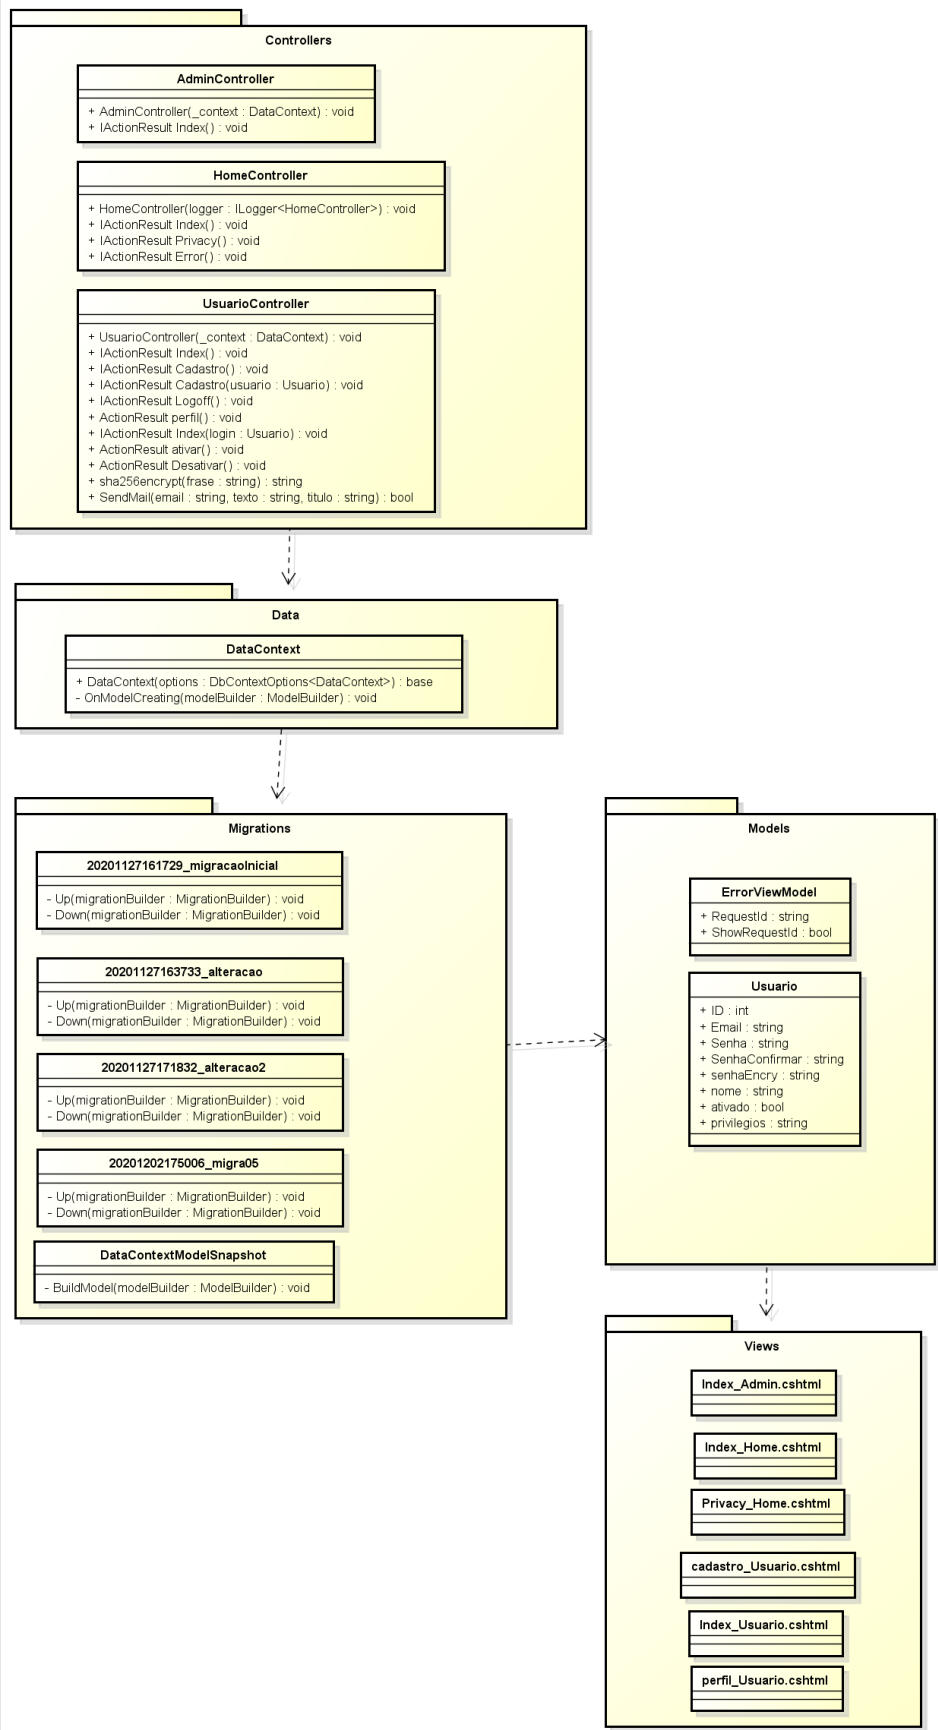 Controllers
AdminController
+ AdminController(_context : DataContext) : void
+ IActionResult Index() : void
HomeController
+ HomeController(logger : ILogger<HomeController>) : void
+ IActionResult Index() : void
+ IActionResult Privacy() : void
+ IActionResult Error() : void
UsuarioController
+ UsuarioController(_context : DataContext) : void
+ IActionResult Index() : void
+ IActionResult Cadastro() : void
+ IActionResult Cadastro(usuario : Usuario) : void
+ IActionResult Logoff() : void
+ ActionResult perfil() : void
+ IActionResult Index(login : Usuario) : void
+ ActionResult ativar() : void
+ ActionResult Desativar() : void
+ sha256encrypt(frase : string) : string
+ SendMail(email : string, texto : string, titulo : string) : bool
Data
DataContext
+ DataContext(options : DbContextOptions<DataContext>) : base
- OnModelCreating(modelBuilder : ModelBuilder) : void
Migrations
20201127161729_migracaoInicial
- Up(migrationBuilder : MigrationBuilder) : void
- Down(migrationBuilder : MigrationBuilder) : void
20201127163733_alteracao
- Up(migrationBuilder : MigrationBuilder) : void
- Down(migrationBuilder : MigrationBuilder) : void
20201127171832_alteracao2
- Up(migrationBuilder : MigrationBuilder) : void
- Down(migrationBuilder : MigrationBuilder) : void
20201202175006_migra05
- Up(migrationBuilder : MigrationBuilder) : void
- Down(migrationBuilder : MigrationBuilder) : void
DataContextModelSnapshot
- BuildModel(modelBuilder : ModelBuilder) : void
Models
ErrorViewModel
+ RequestId : string
+ ShowRequestId : bool
Usuario
+ ID : int
+ Email : string
+ Senha : string
+ SenhaConfirmar : string
+ senhaEncry : string
+ nome : string
+ ativado : bool
+ privilegios : string
Views
Index_Admin.cshtml
Index_Home.cshtml
Privacy_Home.cshtml
cadastro_Usuario.cshtml
Index_Usuario.cshtml
perfil_Usuario.cshtml